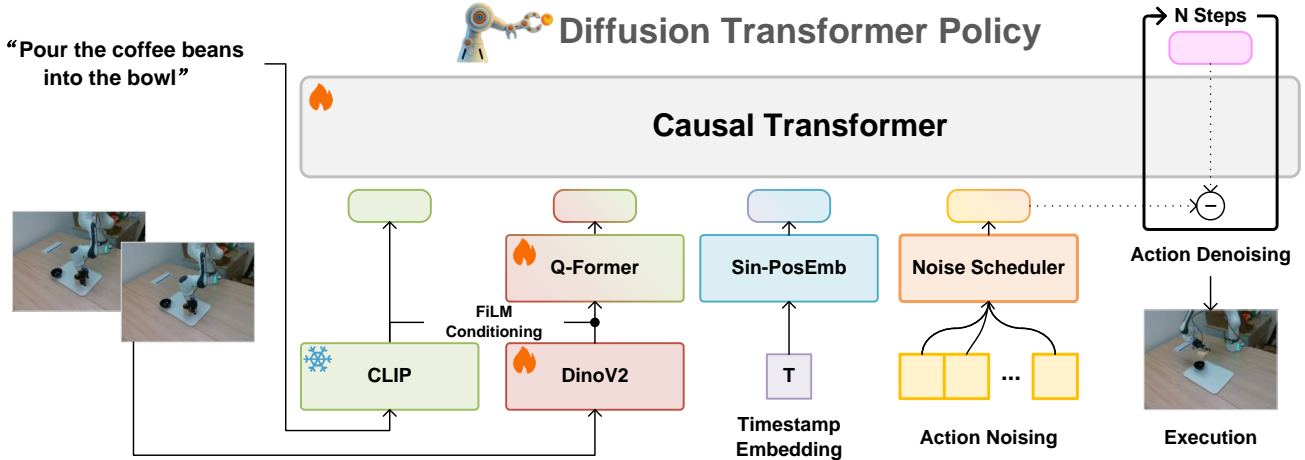 Diffusion Transformer Policy
“Pour the coffee beans
into the bowl”
N Steps
Causal Transformer
Q-Former
Sin-PosEmb
Noise Scheduler
Action Denoising
FiLM
Conditioning
CLIP
DinoV2
T
...
Timestamp
Embedding
Action Noising
Execution